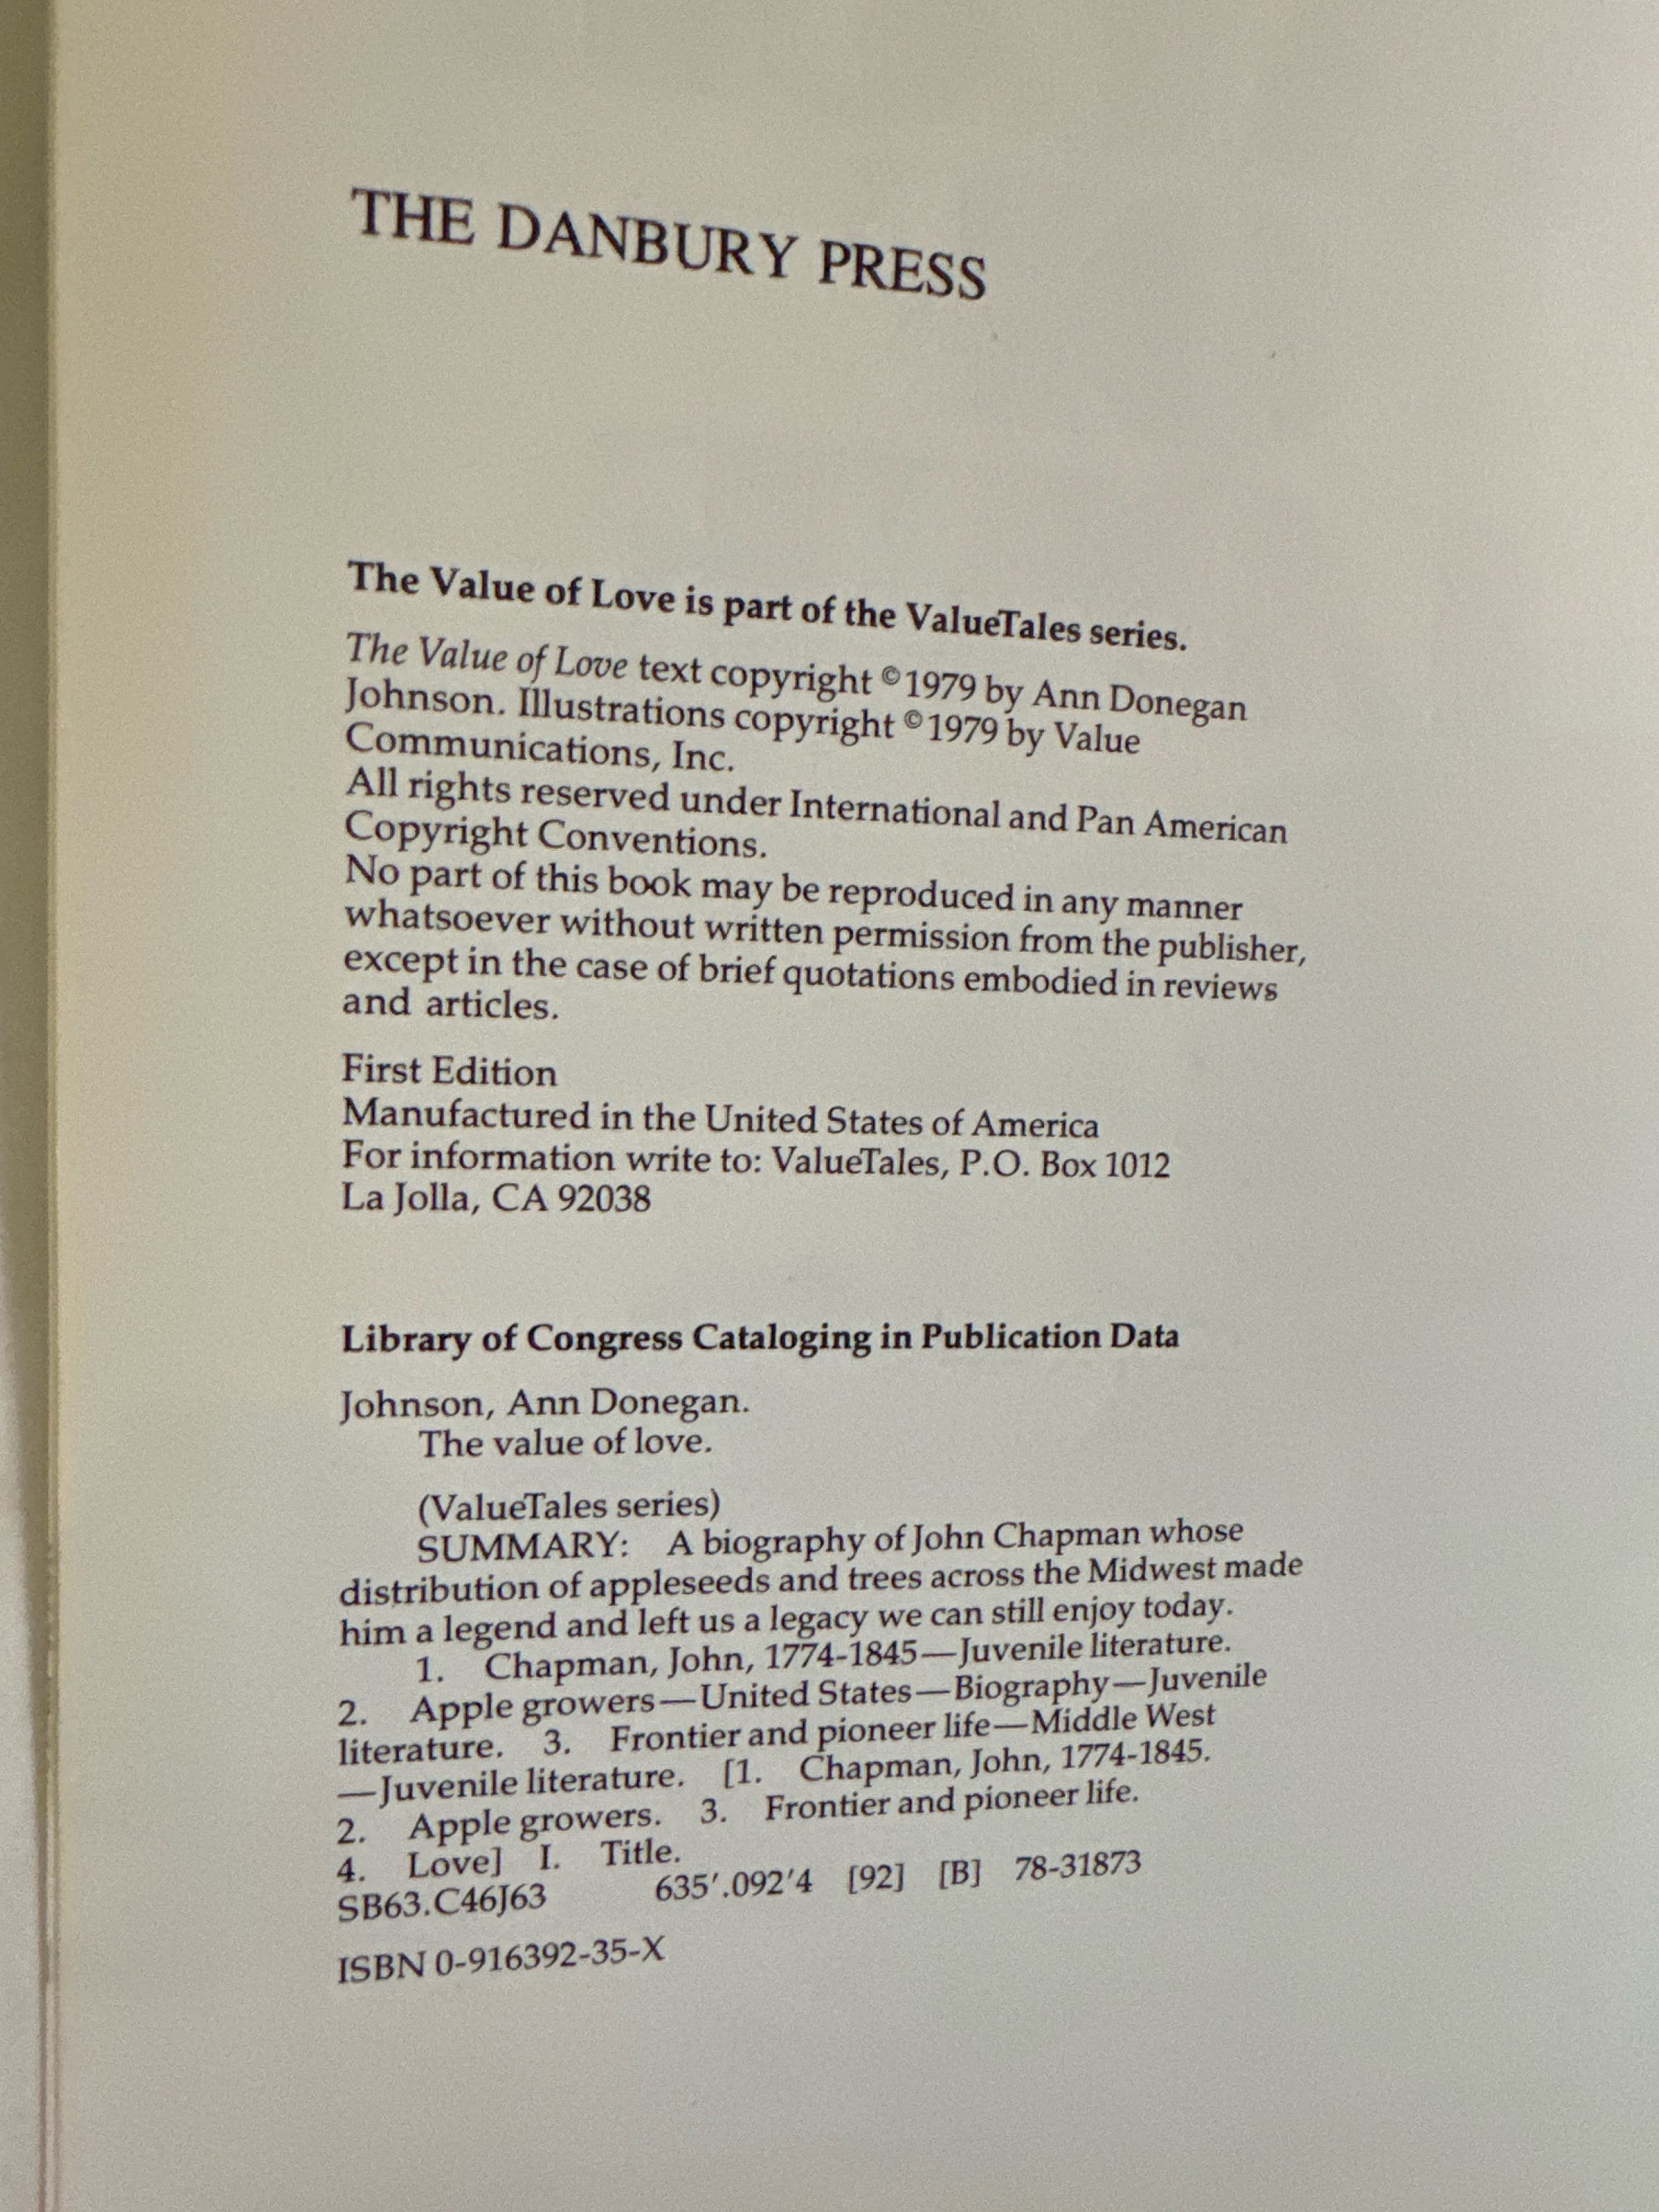 THE DANBURY PRESS
The Value of Love is part of the ValueTales series.
The Value of Love text copyright ©1979 by Ann Donegan
Johnson. Illustrations copyright ©1979 by Value
Communications, Inc.
All rights reserved under International and Pan American
Copyright Conventions.
No part of this book may be reproduced in any manner
whatsoever without written permission from the publisher,
except in the case of brief quotations embodied in reviews
and articles.
First Edition
Manufactured in the United States of America
For information write to: ValueTales, P.O. Box 1012
La Jolla, CA 92038
Library of Congress Cataloging in Publication Data
Johnson, Ann Donegan.
The value of love.
(ValueTales series)
SUMMARY: A biography of John Chapman whose
distribution of appleseeds and trees across the Midwest made
him a legend and left us a legacy we can still enjoy today.
1. Chapman, John, 1774-1845—Juvenile literature.
2. Apple growers—United States—Biography—Juvenile
literature. 3. Frontier and pioneer life—Middle West
—Juvenile literature. [1. Chapman, John, 1774-1845.
2. Apple growers. 3. Frontier and pioneer life.
4. Love] I. Title.
SB63.C46J63 635'.092'4 [92] [B] 78-31873
ISBN 0-916392-35-X